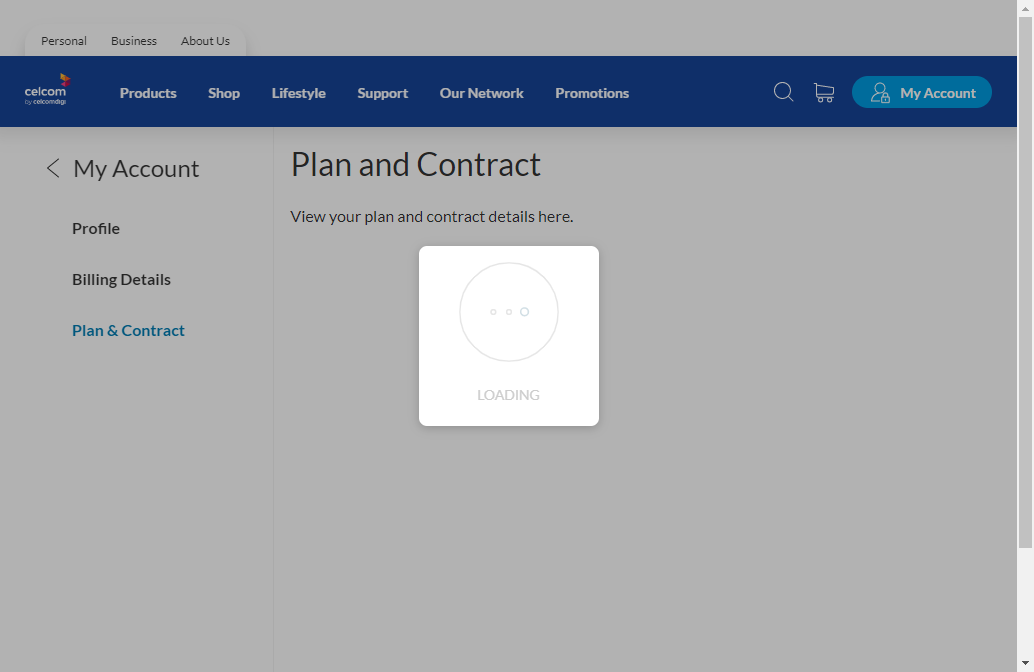 Personal
Business
About Us
celcom
by celcomdigi
Products
Shop
Lifestyle
Support
Our Network
Promotions
My Account
My Account
Profile
Billing Details
Plan & Contract
Plan and Contract
View your plan and contract details here.
LOADING